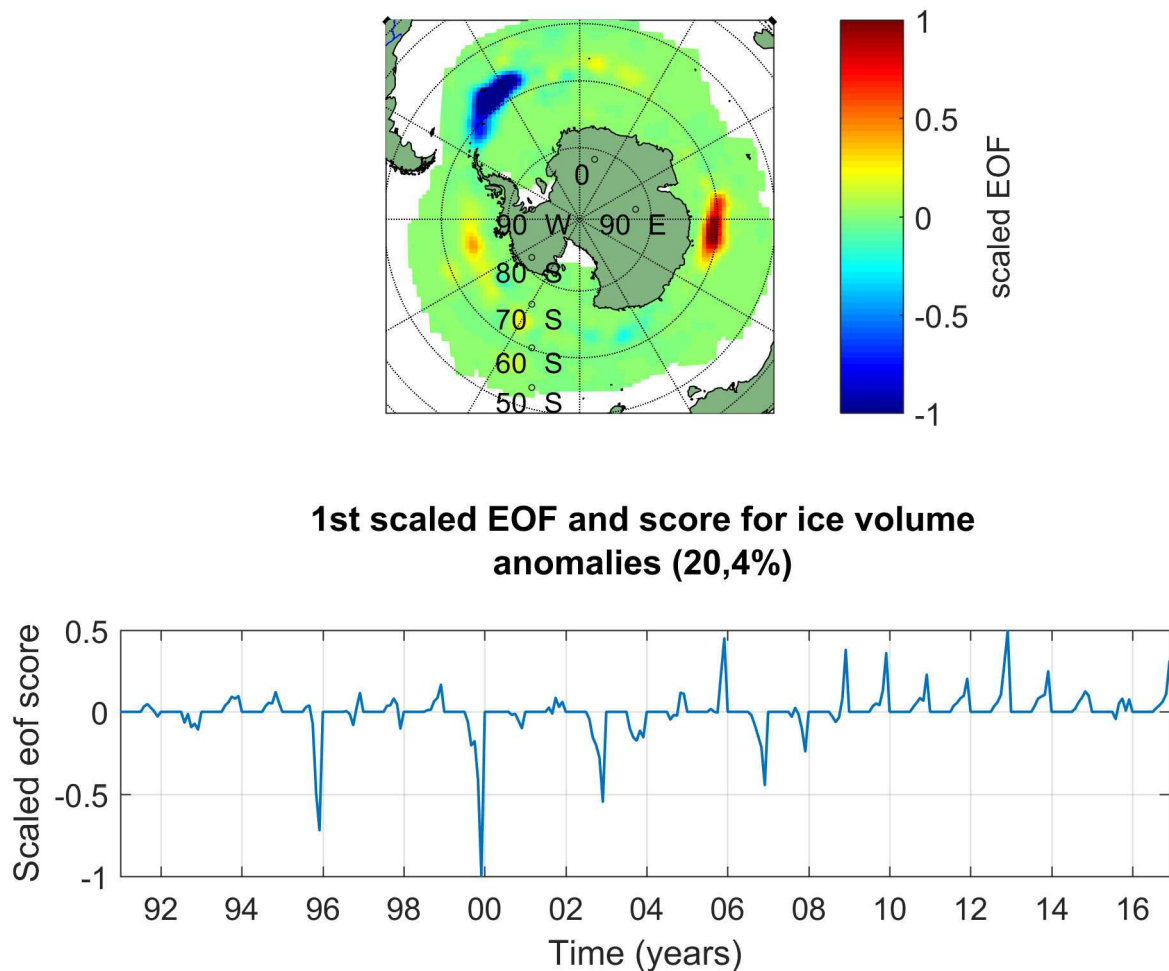 1
0.5
0
-0.5
-1
scaled EOF
0
90 W 90 E
80 S
70 S
60 S
50 S
1st scaled EOF and score for ice volume
anomalies (20,4%)
Scaled eof score
0.5
0
-0.5
-1
92 94 96 98 00 02 04 06 08 10 12 14 16
Time (years)